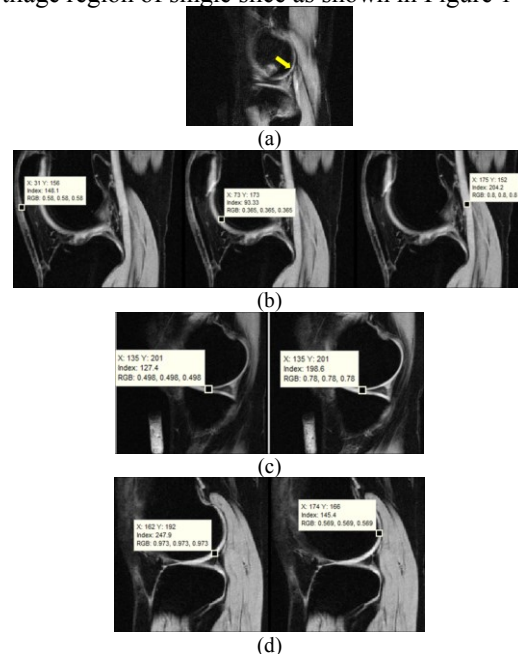 thage region of single slice as shown in Figure 1
(a)
X: 31 Y: 156
Index: 148.1
RGB: 0.58, 0.58, 0.58
X: 73 Y: 173
Index: 93.33
RGB: 0.365, 0.365, 0.365
X: 175 Y: 152
Index: 204.2
RGB: 0.8, 0.8, 0.8
(b)
X: 135 Y: 201
Index: 127.4
RGB: 0.498, 0.498, 0.498
X: 135 Y: 201
Index: 198.6
RGB: 0.78, 0.78, 0.78
(c)
X: 162 Y: 192
Index: 247.9
RGB: 0.973, 0.973, 0.973
X: 174 Y: 166
Index: 145.4
RGB: 0.569, 0.569, 0.569
(d)